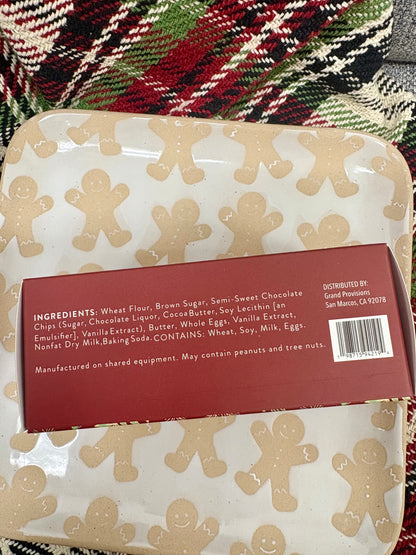 INGREDIENTS: Wheat Flour, Brown Sugar, Semi-Sweet Chocolate
Chips (Sugar, Chocolate Liquor, Cocoa Butter, Soy Lecithin [an
Emulsifier], Vanilla Extract), Butter, Whole Eggs, Vanilla Extract,
Nonfat Dry Milk, Baking Soda. CONTAINS: Wheat, Soy, Milk, Eggs.
Manufactured on shared equipment. May contain peanuts and tree nuts.
DISTRIBUTED BY:
Grand Provisions
San Marcos, CA 92078